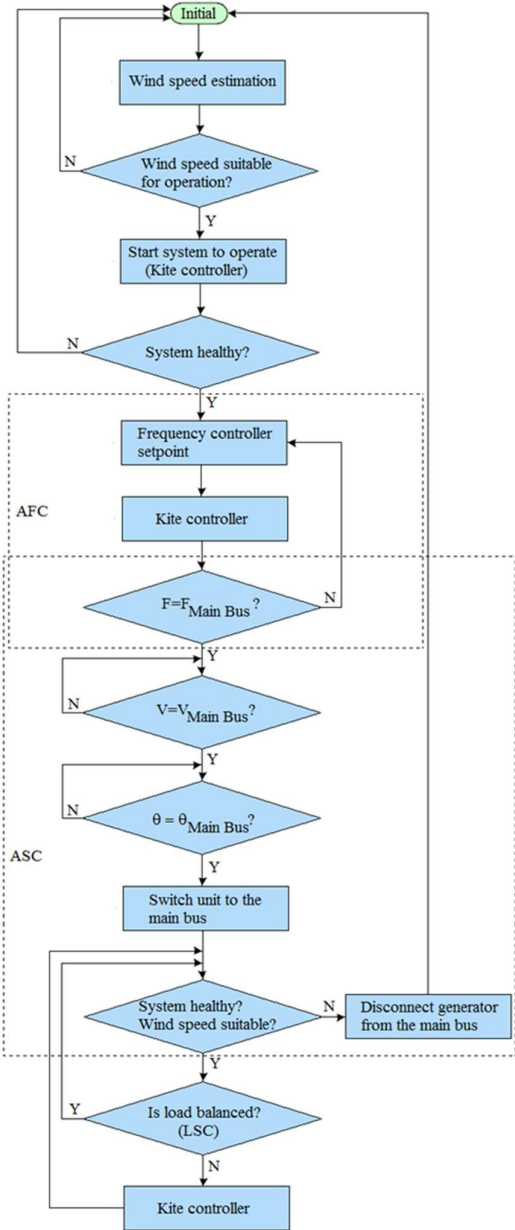 Initial
Wind speed estimation
N
Wind speed suitable
for operation?
Y
Start system to operate
(Kite controller)
N
System healthy?
Y
Frequency controller
setpoint
AFC
Kite controller
F=F Main Bus ?
N
Y
N
V=V Main Bus?
Y
N
θ = θ Main Bus?
Y
ASC
Switch unit to the
main bus
System healthy?
Wind speed suitable?
N
Disconnect generator
from the main bus
Y
Y
Is load balanced?
(LSC)
N
Kite controller